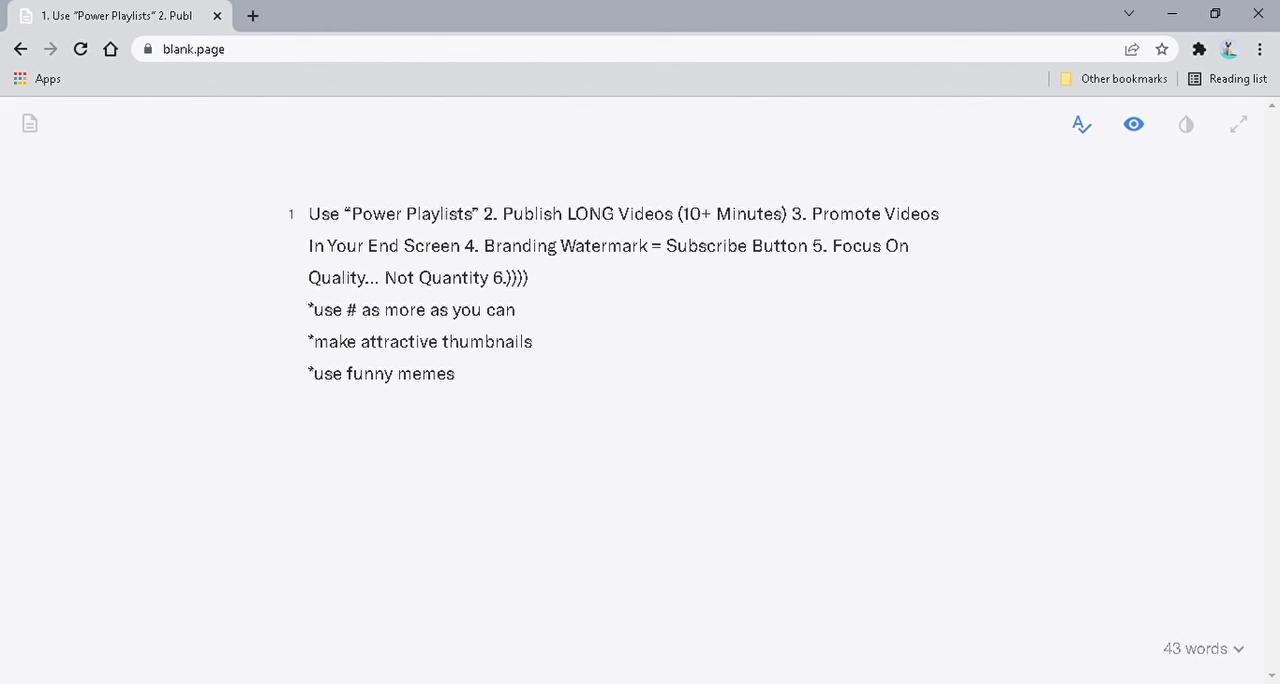 1. Use “Power Playlists” 2. Publ
blank.page
Apps
Other bookmarks
Reading list
1 Use “Power Playlists” 2. Publish LONG Videos (10+ Minutes) 3. Promote Videos
In Your End Screen 4. Branding Watermark = Subscribe Button 5. Focus On
Quality... Not Quantity 6.))))
*use # as more as you can
*make attractive thumbnails
*use funny memes
43 words